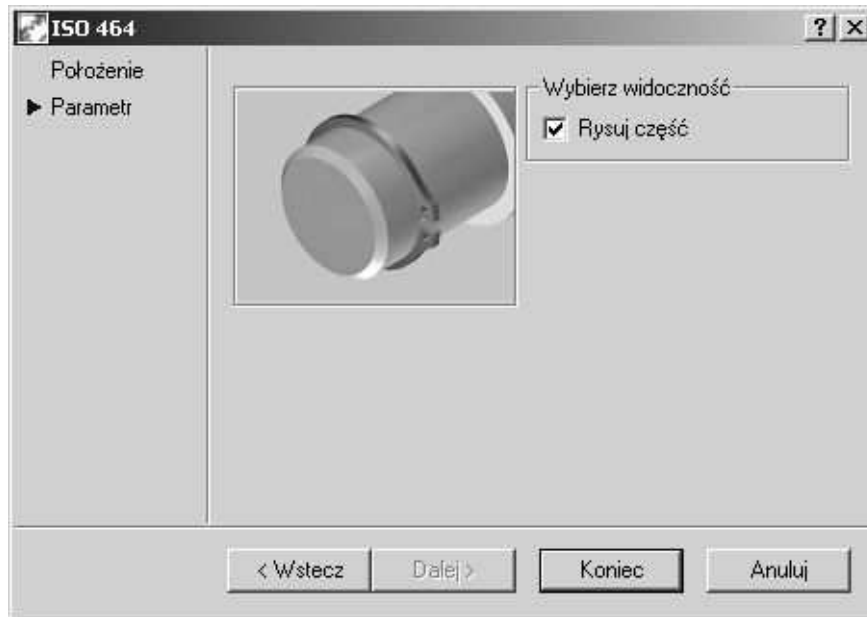 ISO 464
Położenie
Parametr
Wybierz widoczność
Rysuj część
< Wstecz
Dalej >
Koniec
Anuluj